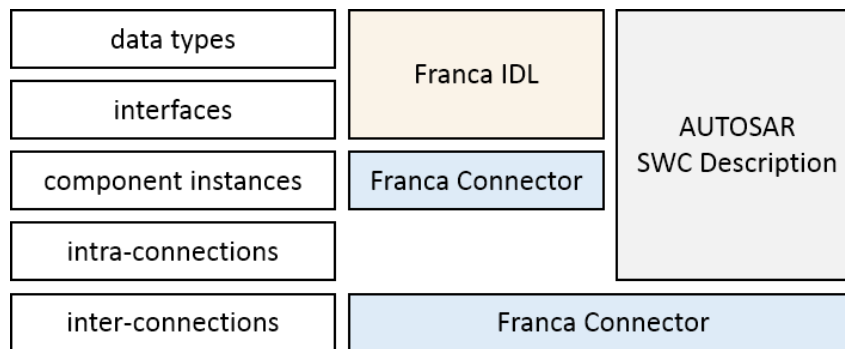 data types
interfaces
component instances
intra-connections
inter-connections
Franca IDL
Franca Connector
AUTOSAR
SWC Description
Franca Connector